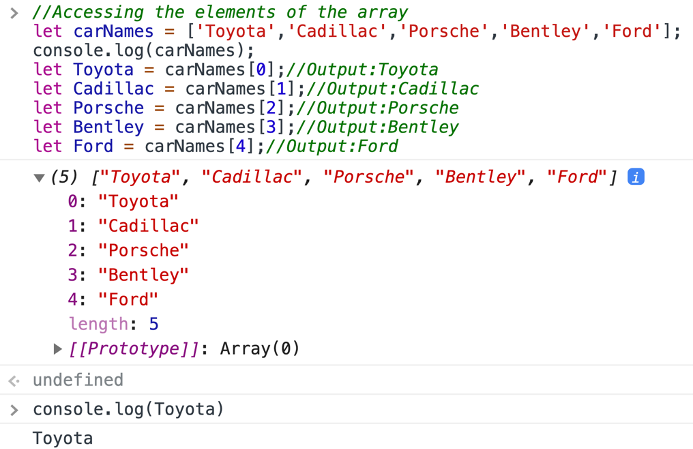 //Accessing the elements of the array
let carNames = ['Toyota','Cadillac','Porsche','Bentley','Ford'];
console.log(carNames);
let Toyota = carNames[0];//Output:Toyota
let Cadillac = carNames[1];//Output:Cadillac
let Porsche = carNames[2];//Output:Porsche
let Bentley = carNames[3];//Output:Bentley
let Ford = carNames[4];//Output:Ford
(5) ["Toyota", "Cadillac", "Porsche", "Bentley", "Ford"] i
0: "Toyota"
1: "Cadillac"
2: "Porsche"
3: "Bentley"
4: "Ford"
length: 5
[[Prototype]]: Array(0)
undefined
console.log(Toyota)
Toyota